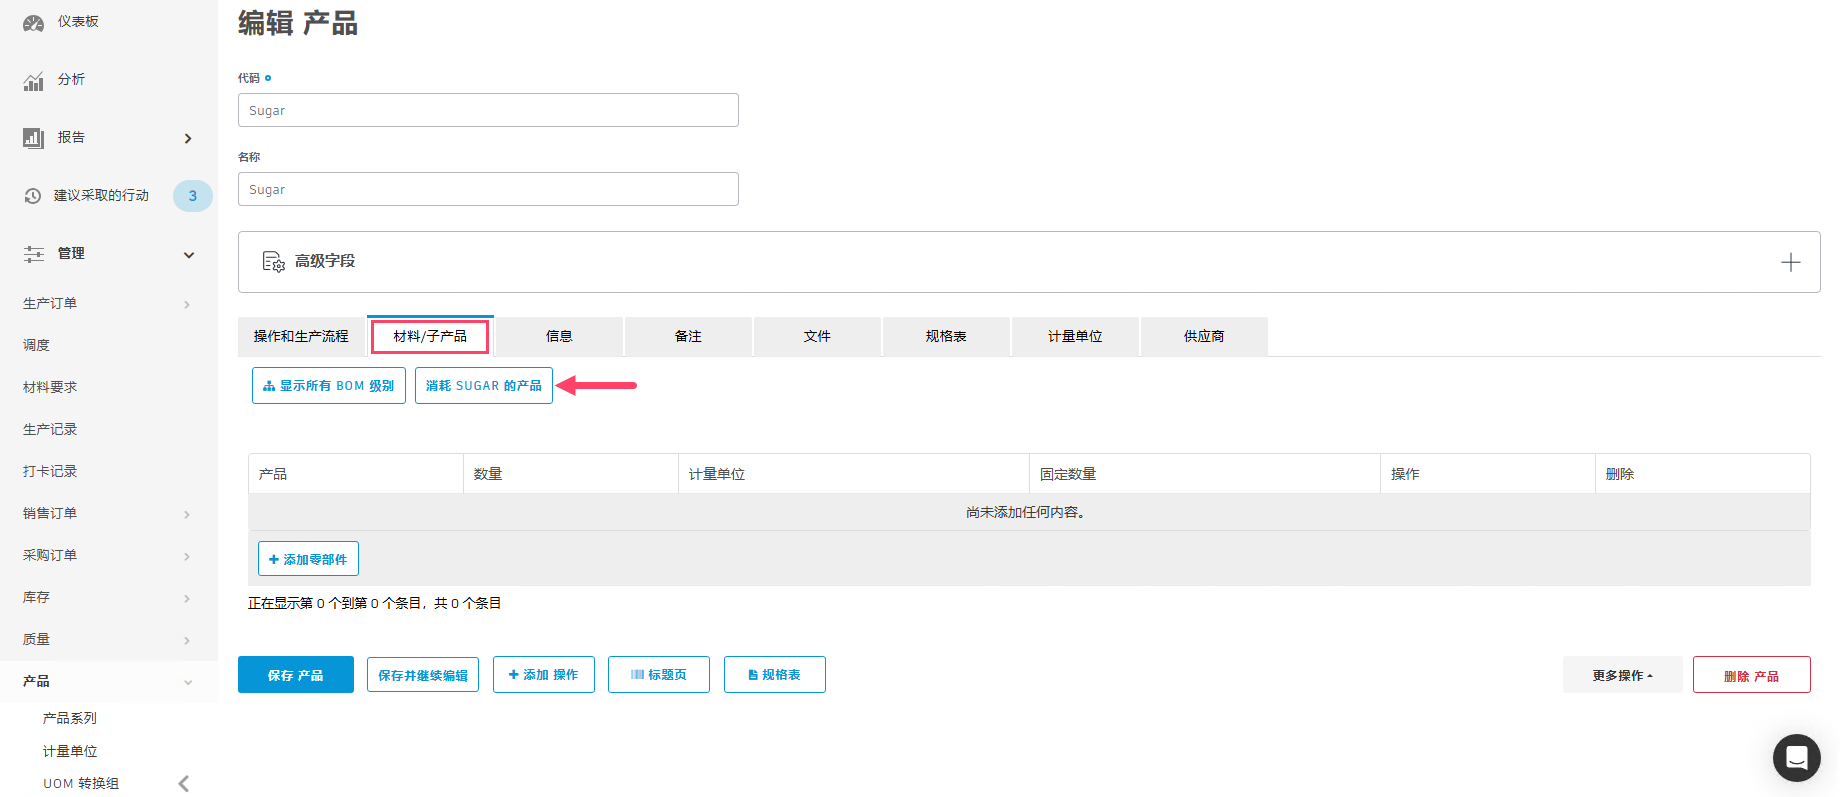 仪表板
分析
报告
建议采取的行动 3
管理
生产订单
调度
材料要求
生产记录
打卡记录
销售订单
采购订单
库存
质量
产品
产品系列
计量单位
UOM 转换组
编辑 产品
代码
Sugar
名称
Sugar
高级字段
操作和生产流程 材料/子产品 信息 备注 文件 规格表 计量单位 供应商
显示所有 BOM 级别 消耗 SUGAR 的产品
产品 数量 计量单位 固定数量 操作 删除
尚未添加任何内容。
+ 添加零部件
正在显示第 0 个到第 0 个条目，共 0 个条目
保存 产品 保存并继续编辑 + 添加 操作 标题页 规格表 更多操作 删除 产品